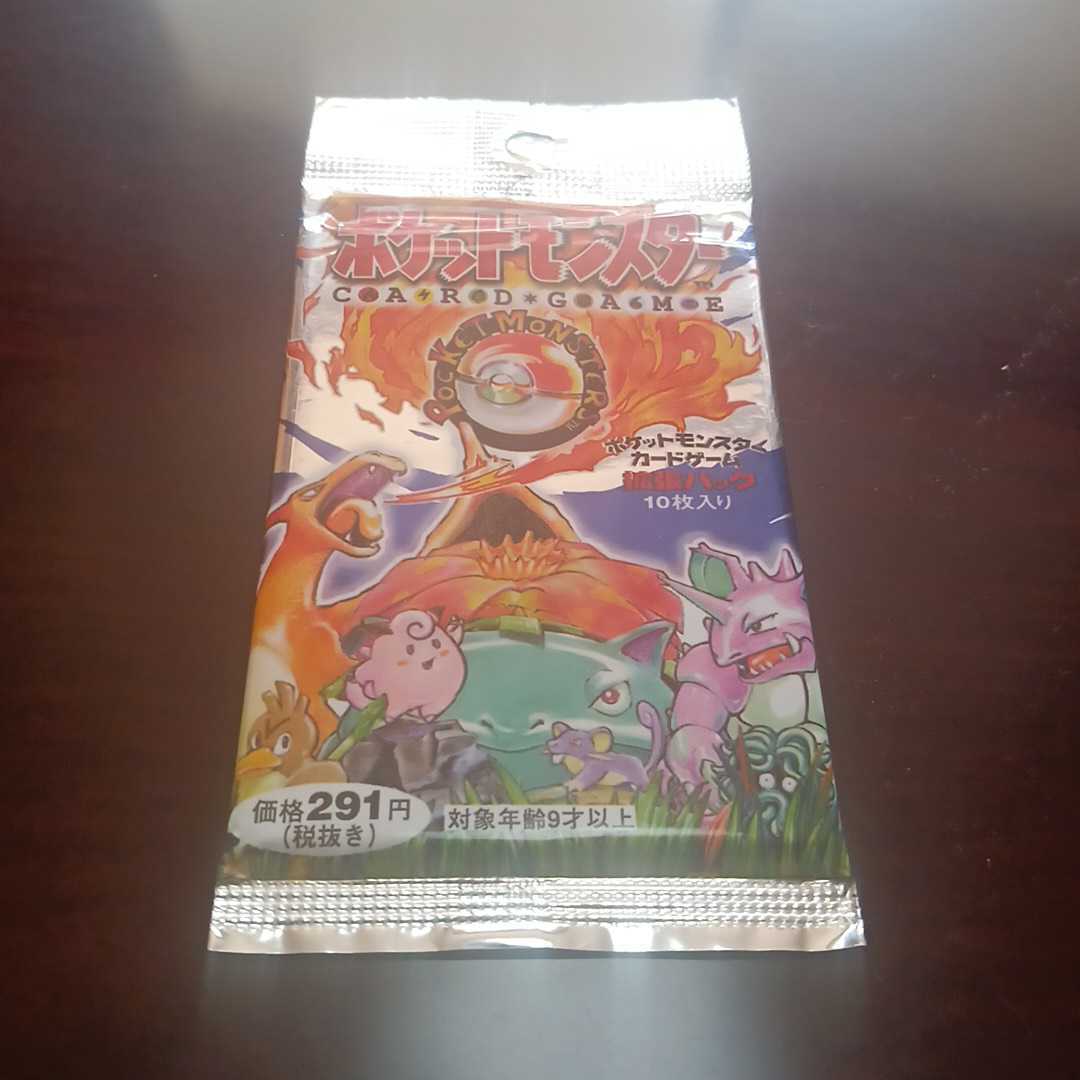 ポケットモンスター
CARD*GAME
POCKET MONSTERS
ポケットモンスター
カードゲーム
拡張パック
10枚入り
価格291円
(税抜き)
対象年齢9才以上